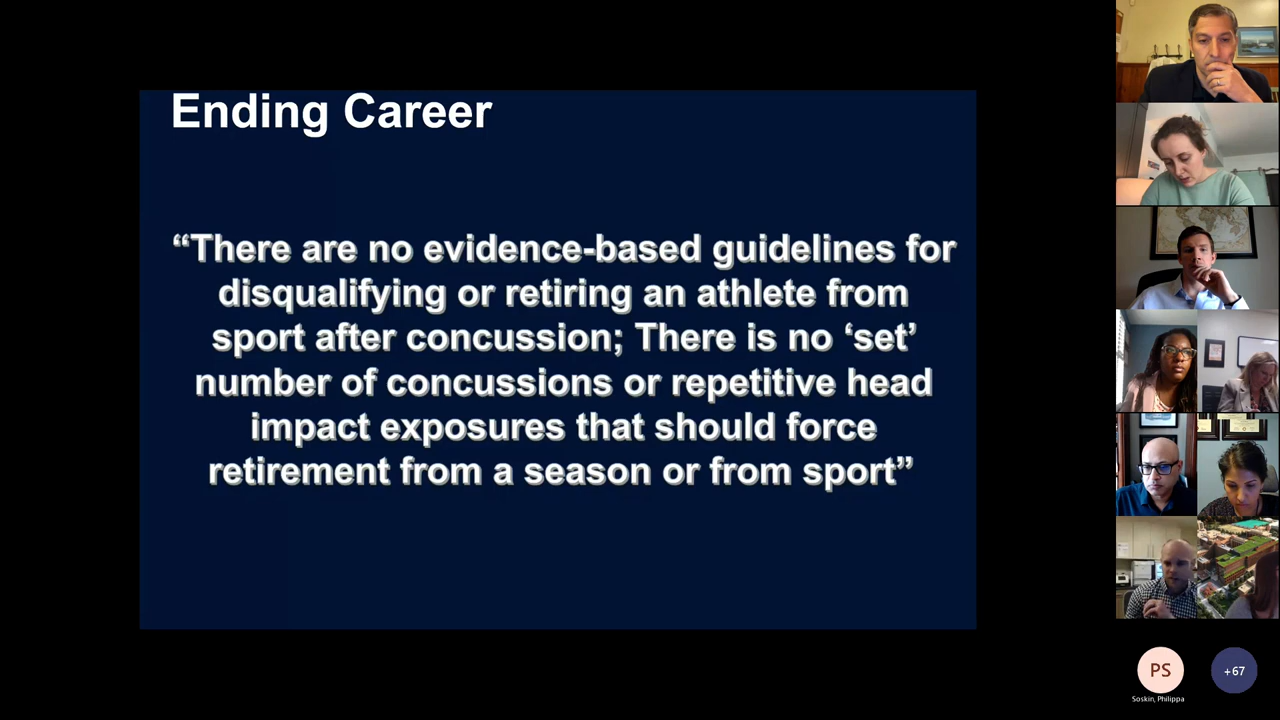 Ending Career
“There are no evidence-based guidelines for
disqualifying or retiring an athlete from
sport after concussion; There is no ‘set’
number of concussions or repetitive head
impact exposures that should force
retirement from a season or from sport”
PS
+67
Soskin, Philippa